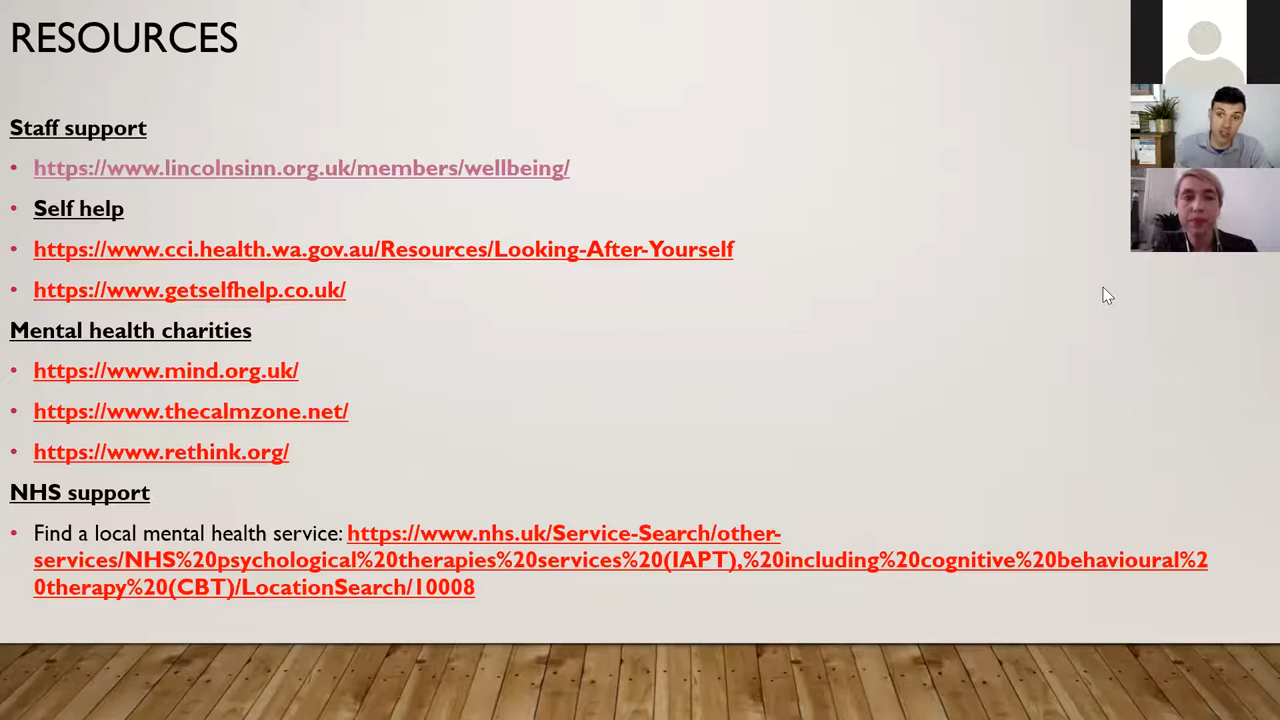 RESOURCES
Staff support
• https://www.lincolnsinn.org.uk/members/wellbeing/
• Self help
• https://www.cci.health.wa.gov.au/Resources/Looking-After-Yourself
• https://www.getselfhelp.co.uk/
Mental health charities
• https://www.mind.org.uk/
• https://www.thecalmzone.net/
• https://www.rethink.org/
NHS support
• Find a local mental health service: https://www.nhs.uk/Service-Search/other-
services/NHS%20psychological%20therapies%20services%20(IAPT),%20including%20cognitive%20behavioural%2
0therapy%20(CBT)/LocationSearch/10008